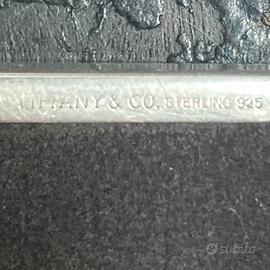 TIFFANY & CO. STERLING 925
subito